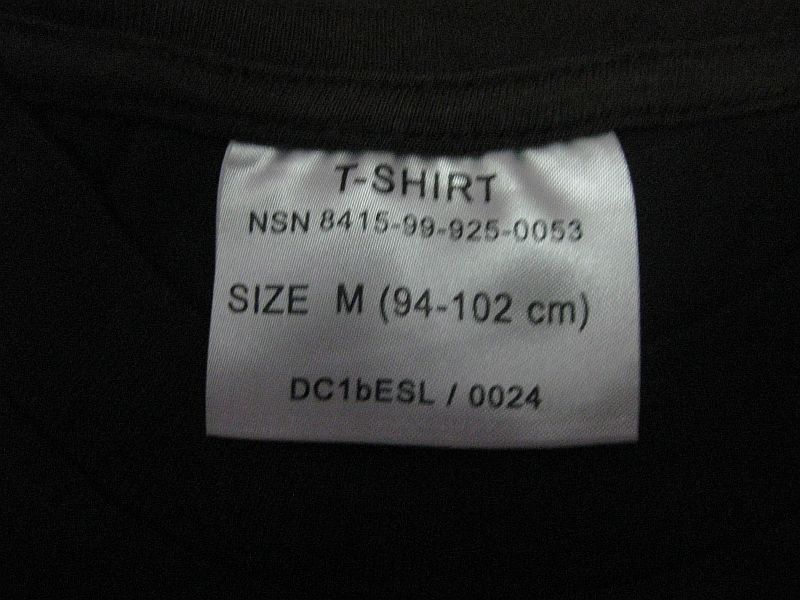 T-SHIRT
NSN 8415-99-925-0053
SIZE M (94-102 cm)
DC1bESL / 0024